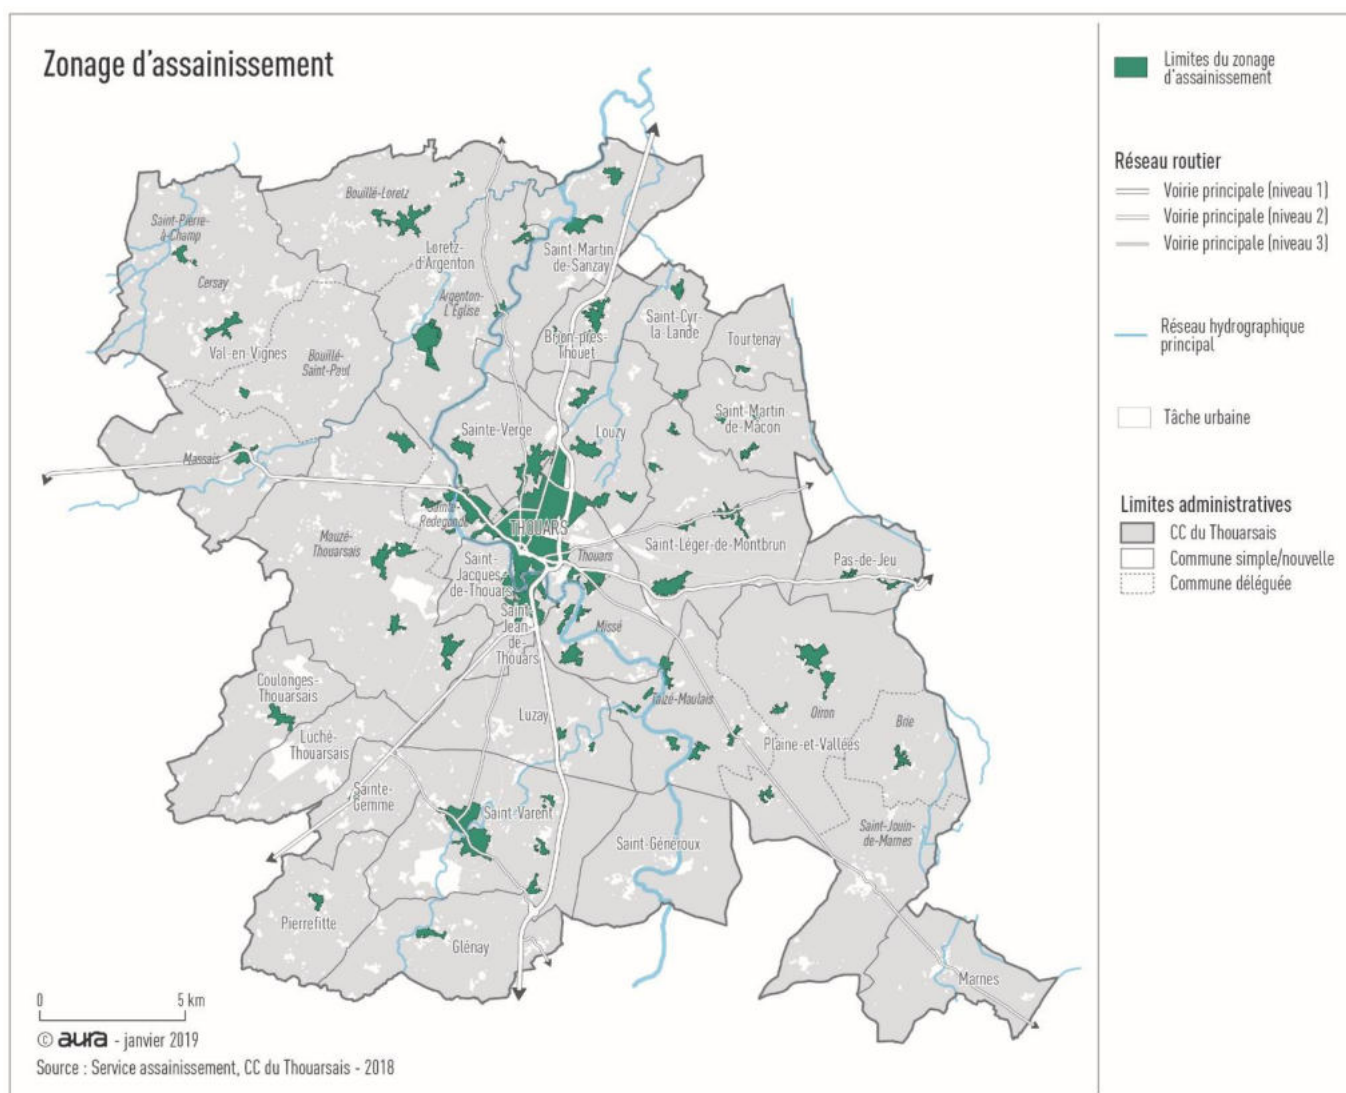 Zonage d'assainissement
Limites du zonage
d'assainissement
Réseau routier
Voirie principale (niveau 1)
Voirie principale (niveau 2)
Voirie principale (niveau 3)
Réseau hydrographique
principal
Tâche urbaine
Limites administratives
CC du Thouarsais
Commune simple/nouvelle
Commune déléguée
Bouillé-Loretz
Saint-Pierre-
à-Champ
Loretz-
d'Argenton
Saint-Martin
de-Sanzay
Cersay
Argenton-
L'Église
Saint-Cyr-
la-Lande
Brion-près-
Thouet
Tourtenay
Val-en-Vignes
Bouillé-
Saint-Paul
Saint-Martin
de-Mâcon
Sainte-Verge
Louzy
Massais
Sainte-
Radegonde
THOUARS
Mauzé-
Thouarsais
Thouars
Saint-Léger-de-Montbrun
Pas-de-Jeu
Saint-
Jacques-
de-Thouars
Saint-
Jean-
de-
Thouars
Missé
Coulonges-
Thouarsais
Taizé-Maulais
Luzay
Oiron
Brie
Luché-
Thouarsais
Plaine-et-Vallées
Sainte-
Gemme
Saint-Varent
Saint-Généroux
Saint-Jouin-
de-Marnes
Pierrefitte
Glénay
Marnes
0 5 km
© aura - janvier 2019
Source : Service assainissement, CC du Thouarsais - 2018